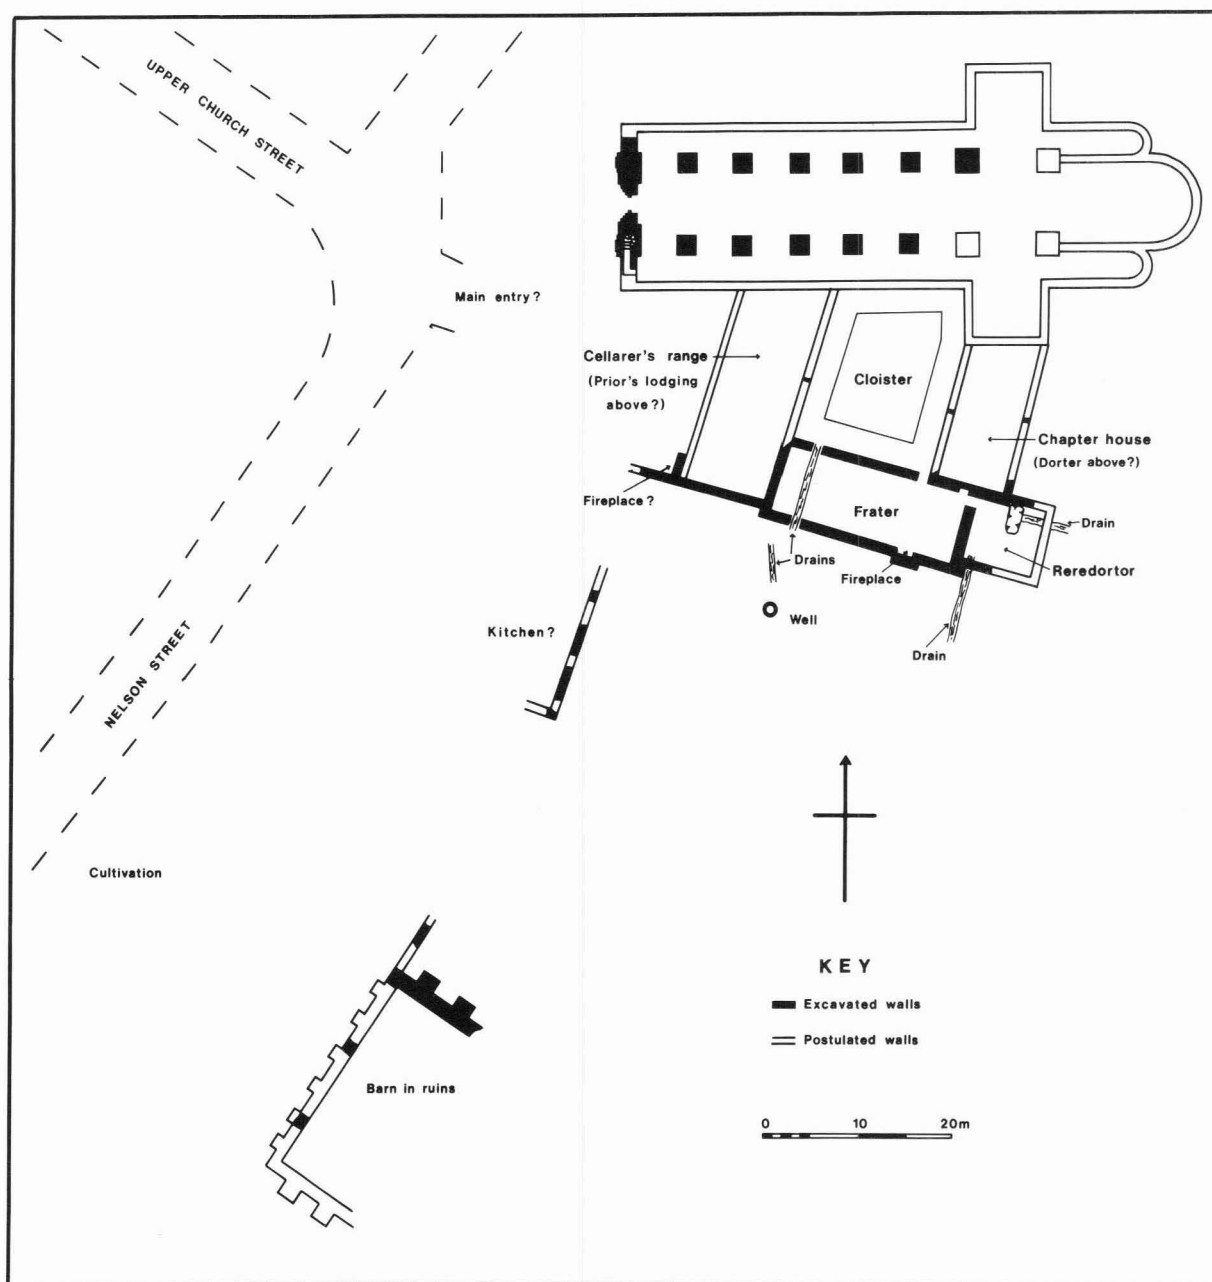 UPPER CHURCH STREET
Main entry?
Cellarer's range
(Prior's lodging
above?)
Cloister
Chapter house
(Dorter above?)
Fireplace?
Frater
Drain
Drains
Fireplace
Reredortor
Well
Kitchen?
Drain
NELSON STREET
Cultivation
KEY
Excavated walls
Postulated walls
Barn in ruins
0 10 20m